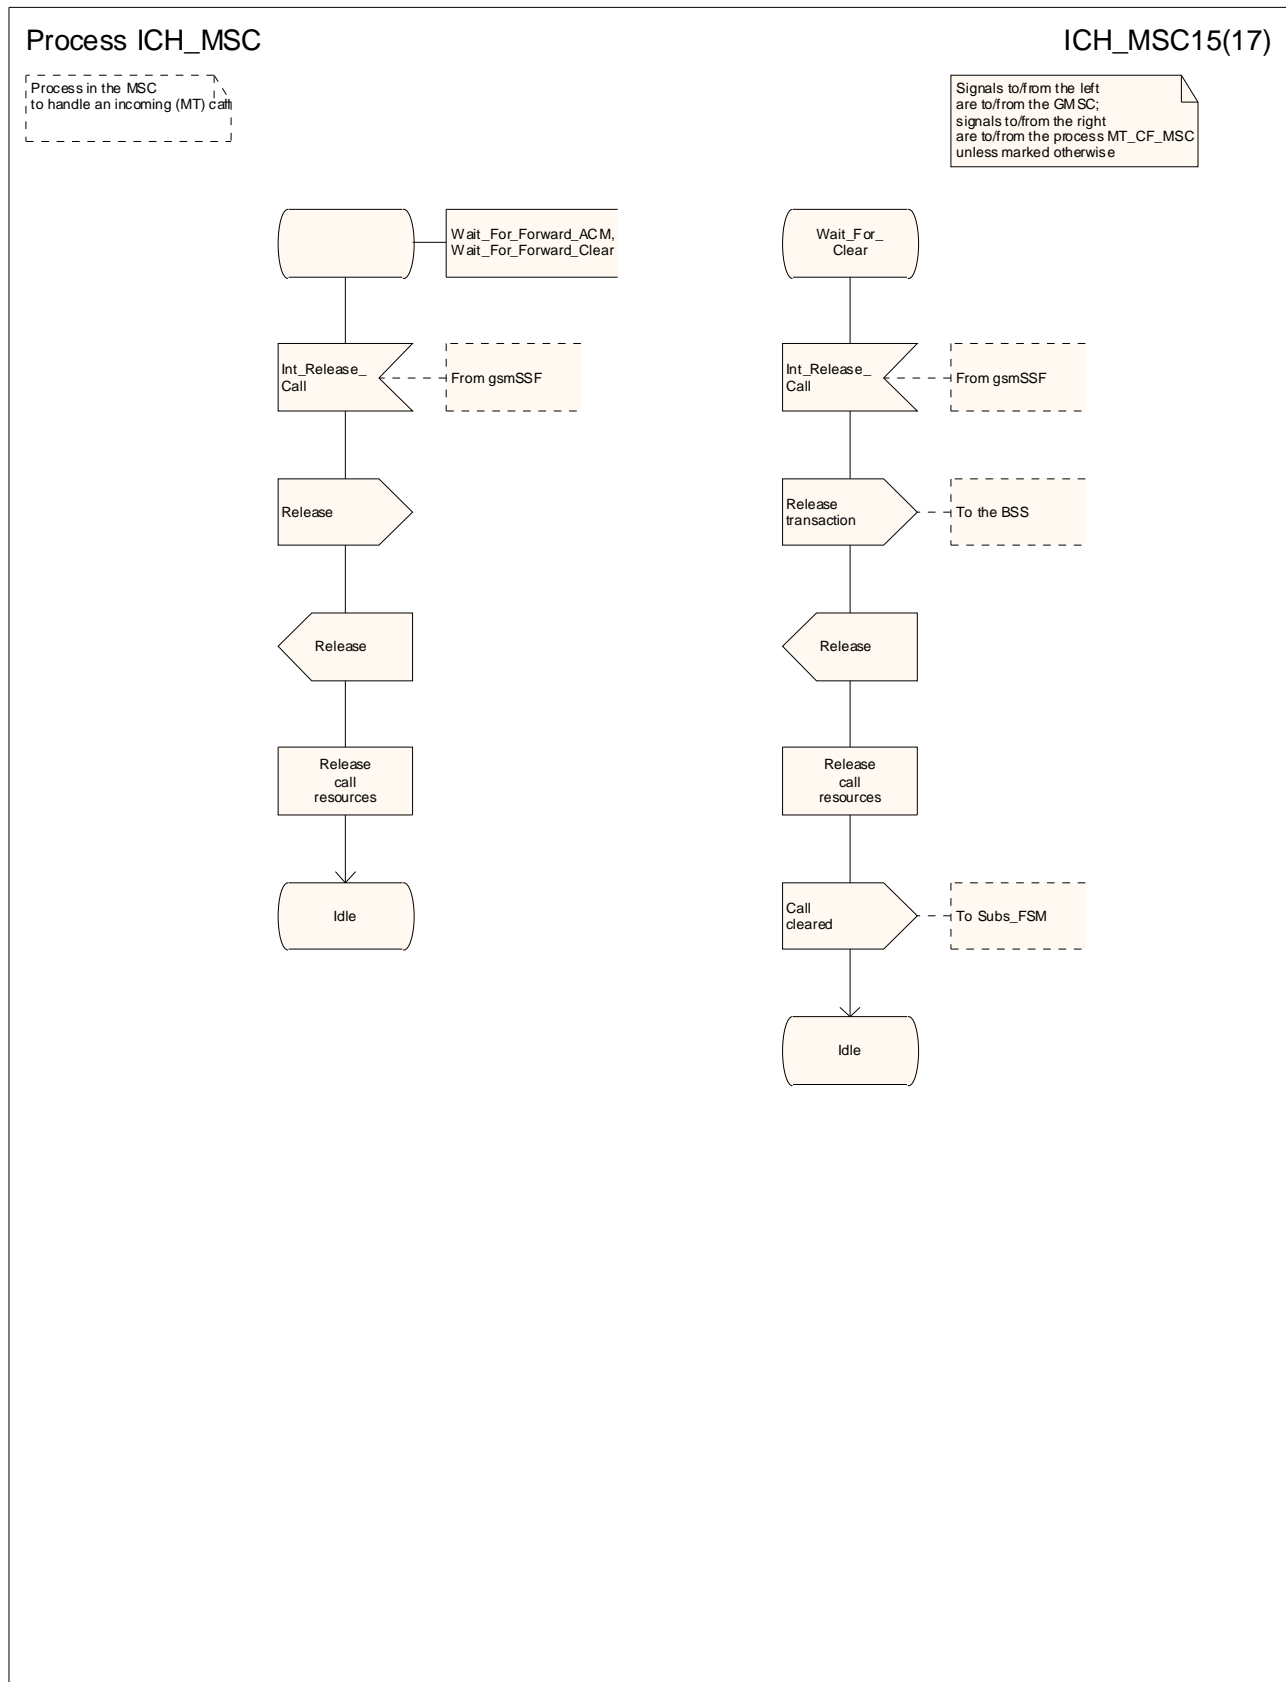 Process ICH_MSC
ICH_MSC15(17)
Process in the MSC
to handle an incoming (MT) call
Signals to/from the left
are to/from the GMSC;
signals to/from the right
are to/from the process MT_CF_MSC
unless marked otherwise
Wait_For_Forward_ACM,
Wait_For_Forward_Clear
Int_Release_
Call
From gsmSSF
Release
Release
Release
call
resources
Idle
Wait_For_
Clear
Int_Release_
Call
From gsmSSF
Release
transaction
To the BSS
Release
Release
call
resources
Call
cleared
To Subs_FSM
Idle